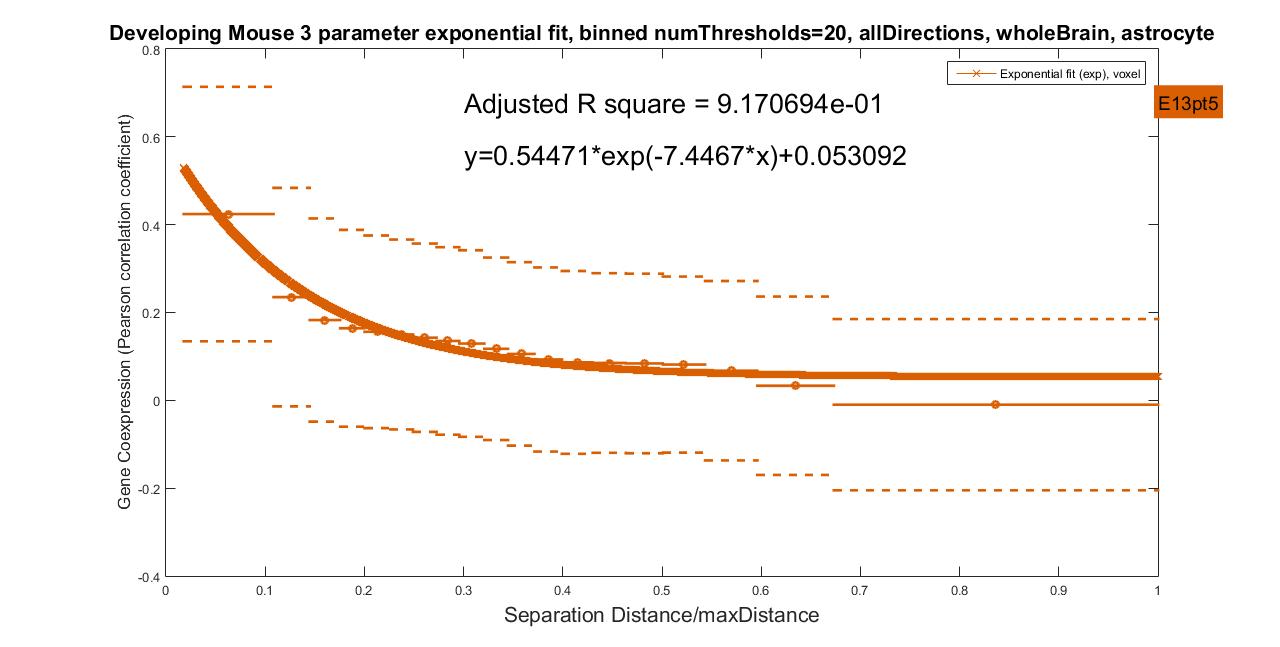 Developing Mouse 3 parameter exponential fit, binned numThresholds=20, allDirections, wholeBrain, astrocyte
Exponential fit (exp), voxel
E13pt5
Adjusted R square = 9.170694e-01
y=0.54471*exp(-7.4467*x)+0.053092
Gene Coexpression (Pearson correlation coefficient)
0.8
0.6
0.4
0.2
0
-0.2
-0.4
0 0.1 0.2 0.3 0.4 0.5 0.6 0.7 0.8 0.9 1
Separation Distance/maxDistance